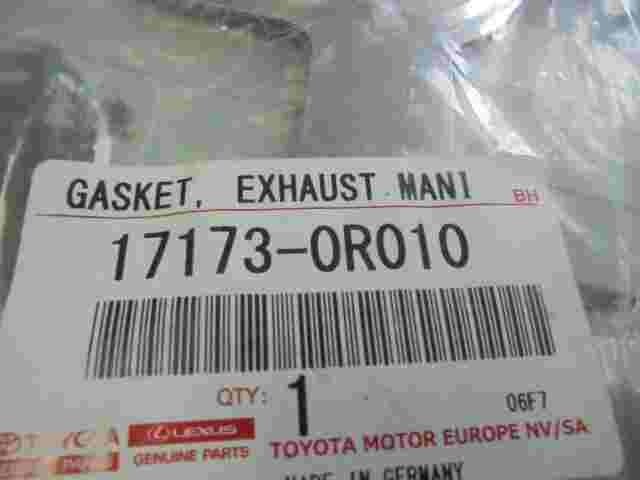 GASKET, EXHAUST MANI
BH
17173-0R010
QTY: 1
06F7
TOYOTA
LEXUS
GENUINE PARTS
TOYOTA MOTOR EUROPE NV/SA
MADE IN GERMANY